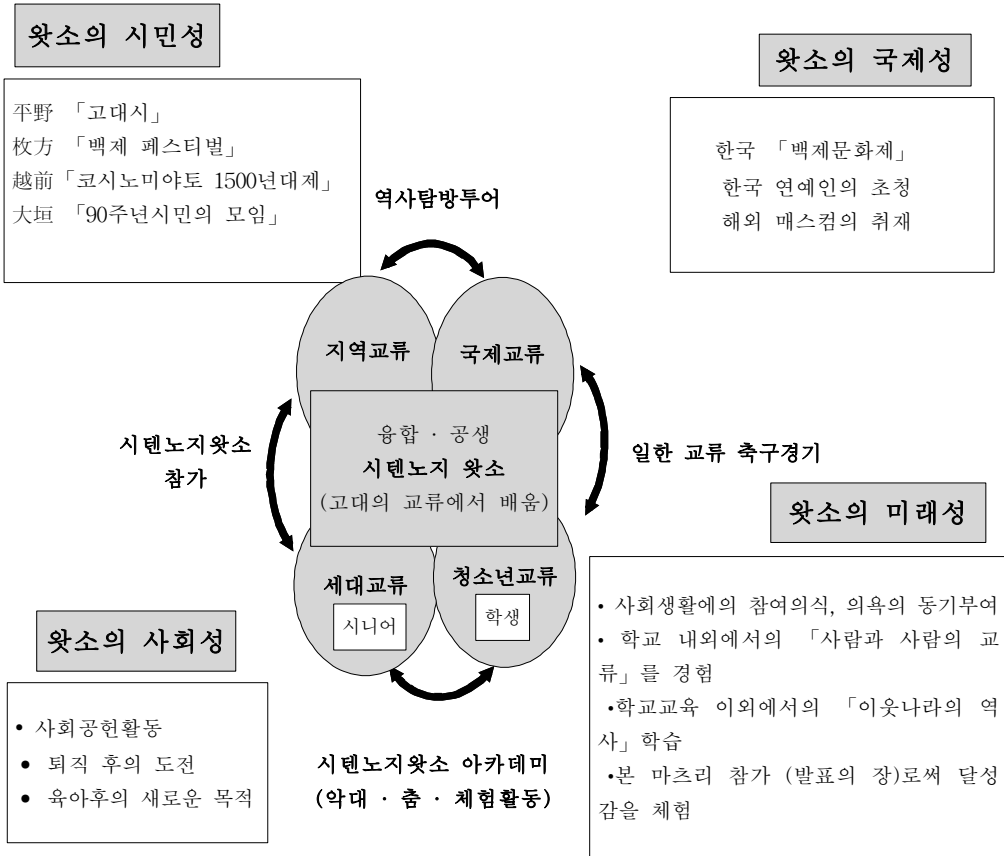 왓소의 시민성
平野 「고대시」
枚方 「백제 페스티벌」
越前「코시노미야토 1500년대제」
大垣 「90주년시민의 모임」
왓소의 국제성
한국 「백제문화제」
한국 연예인의 초청
해외 매스컴의 취재
역사탐방투어
지역교류
국제교류
시텐노지왓소
참가
융합 · 공생
시텐노지 왓소
(고대의 교류에서 배움)
일한 교류 축구경기
세대교류
시니어
청소년교류
학생
왓소의 미래성
• 사회생활에의 참여의식, 의욕의 동기부여
• 학교 내외에서의 「사람과 사람의 교
류」를 경험
•학교교육 이외에서의 「이웃나라의 역
사」학습
•본 마츠리 참가 (발표의 장)로써 달성
감을 체험
왓소의 사회성
• 사회공헌활동
• 퇴직 후의 도전
• 육아후의 새로운 목적
시텐노지왓소 아카데미
(악대 · 춤 · 체험활동)